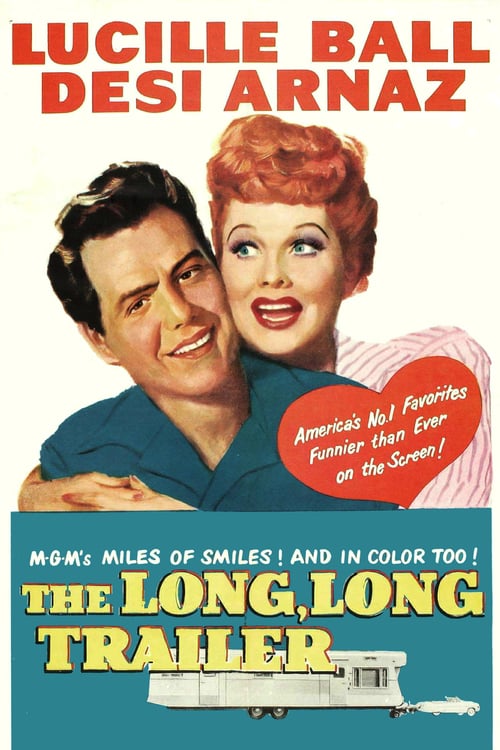 LUCILLE BALL
DESI ARNAZ
America's No.1 Favorites
Funnier than Ever
on the Screen!
M-G-M's MILES OF SMILES! AND IN COLOR TOO!
THE LONG, LONG
TRAILER